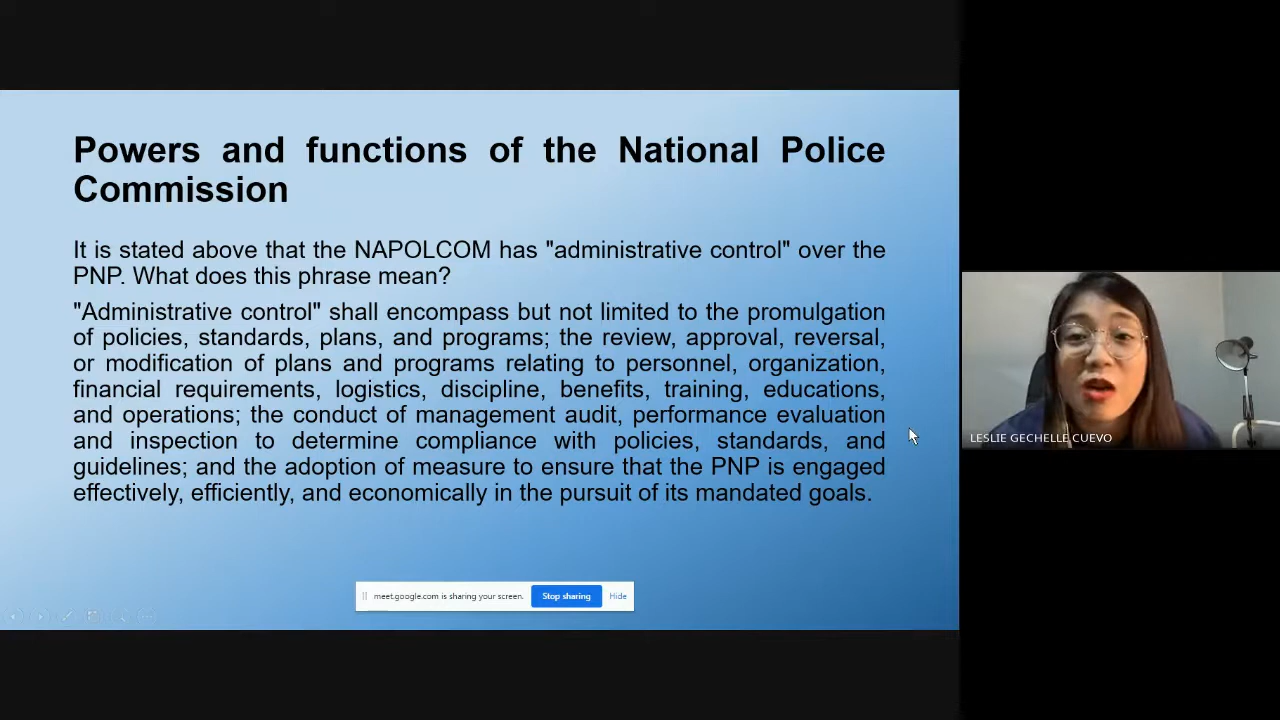 Powers and functions of the National Police
Commission
It is stated above that the NAPOLCOM has "administrative control" over the
PNP. What does this phrase mean?
"Administrative control" shall encompass but not limited to the promulgation
of policies, standards, plans, and programs; the review, approval, reversal,
or modification of plans and programs relating to personnel, organization,
financial requirements, logistics, discipline, benefits, training, educations,
and operations; the conduct of management audit, performance evaluation
and inspection to determine compliance with policies, standards, and
guidelines; and the adoption of measure to ensure that the PNP is engaged
effectively, efficiently, and economically in the pursuit of its mandated goals.
LESLIE GECHELLE CUEVO
meet.google.com is sharing your screen. Stop sharing Hide